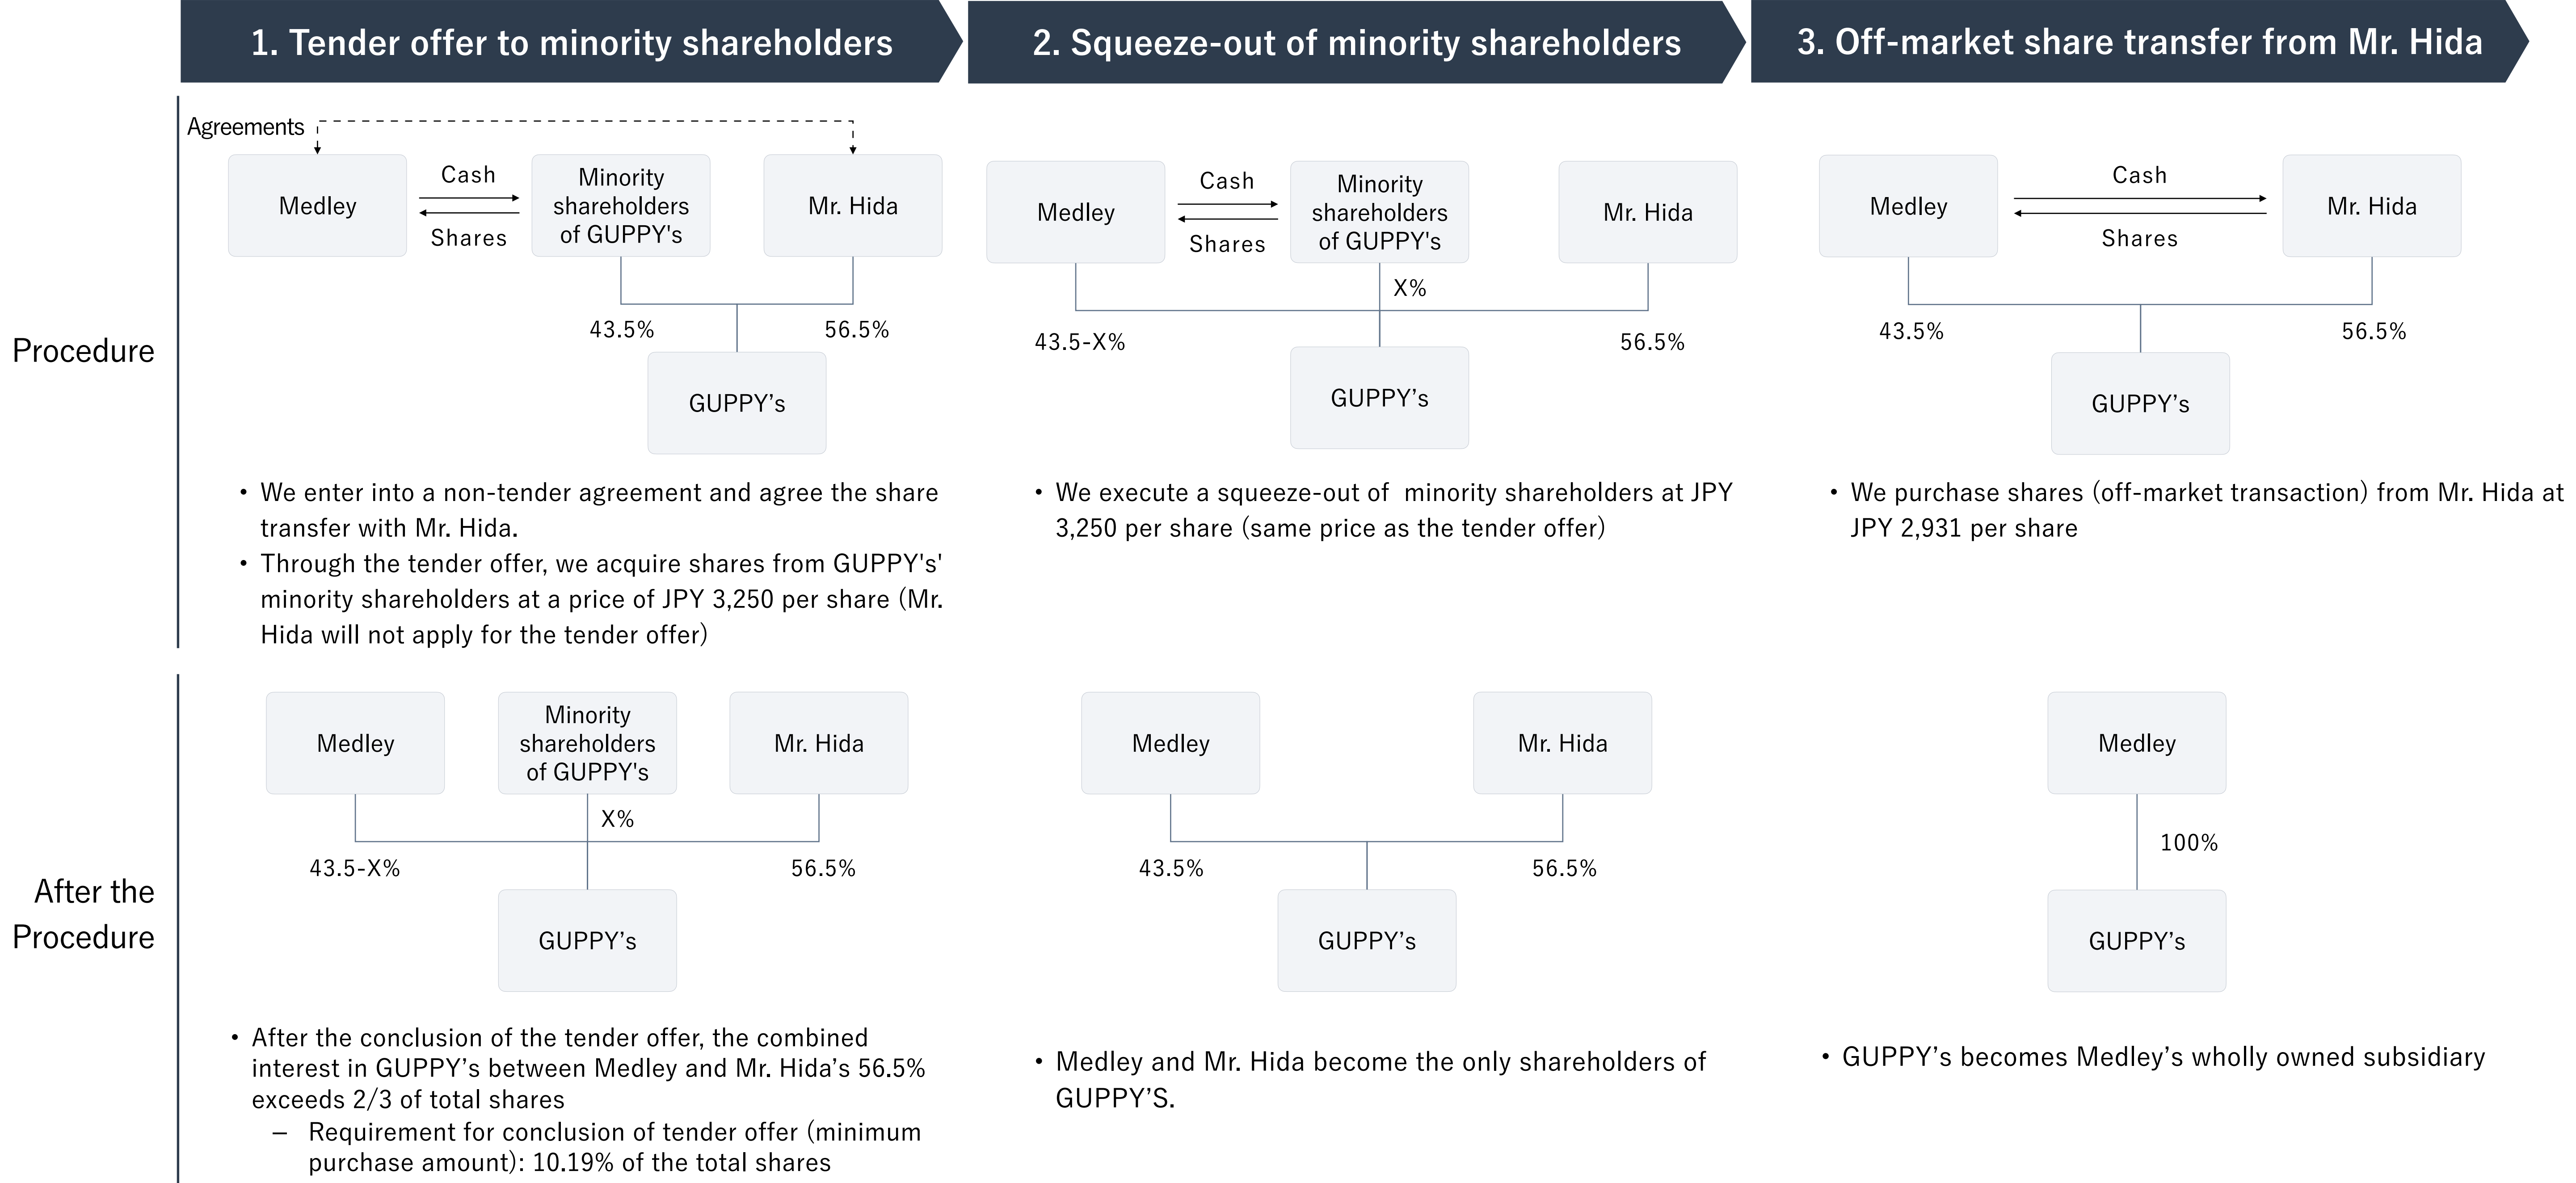 1. Tender offer to minority shareholders
2. Squeeze-out of minority shareholders
3. Off-market share transfer from Mr. Hida
Procedure
Agreements
Medley
Cash
Shares
Minority
shareholders
of GUPPY's
Mr. Hida
43.5%
56.5%
GUPPY’s
• We enter into a non-tender agreement and agree the share
transfer with Mr. Hida.
• Through the tender offer, we acquire shares from GUPPY's'
minority shareholders at a price of JPY 3,250 per share (Mr.
Hida will not apply for the tender offer)
Medley
Cash
Shares
Minority
shareholders
of GUPPY's
Mr. Hida
X%
43.5-X%
56.5%
GUPPY’s
• We execute a squeeze-out of  minority shareholders at JPY
3,250 per share (same price as the tender offer)
Medley
Cash
Shares
Mr. Hida
43.5%
56.5%
GUPPY’s
• We purchase shares (off-market transaction) from Mr. Hida at
JPY 2,931 per share
After the
Procedure
Medley
Minority
shareholders
of GUPPY's
Mr. Hida
X%
43.5-X%
56.5%
GUPPY’s
• After the conclusion of the tender offer, the combined
interest in GUPPY’s between Medley and Mr. Hida’s 56.5%
exceeds 2/3 of total shares
– Requirement for conclusion of tender offer (minimum
purchase amount): 10.19% of the total shares
Medley
Mr. Hida
43.5%
56.5%
GUPPY’s
• Medley and Mr. Hida become the only shareholders of
GUPPY’S.
Medley
100%
GUPPY’s
• GUPPY’s becomes Medley’s wholly owned subsidiary